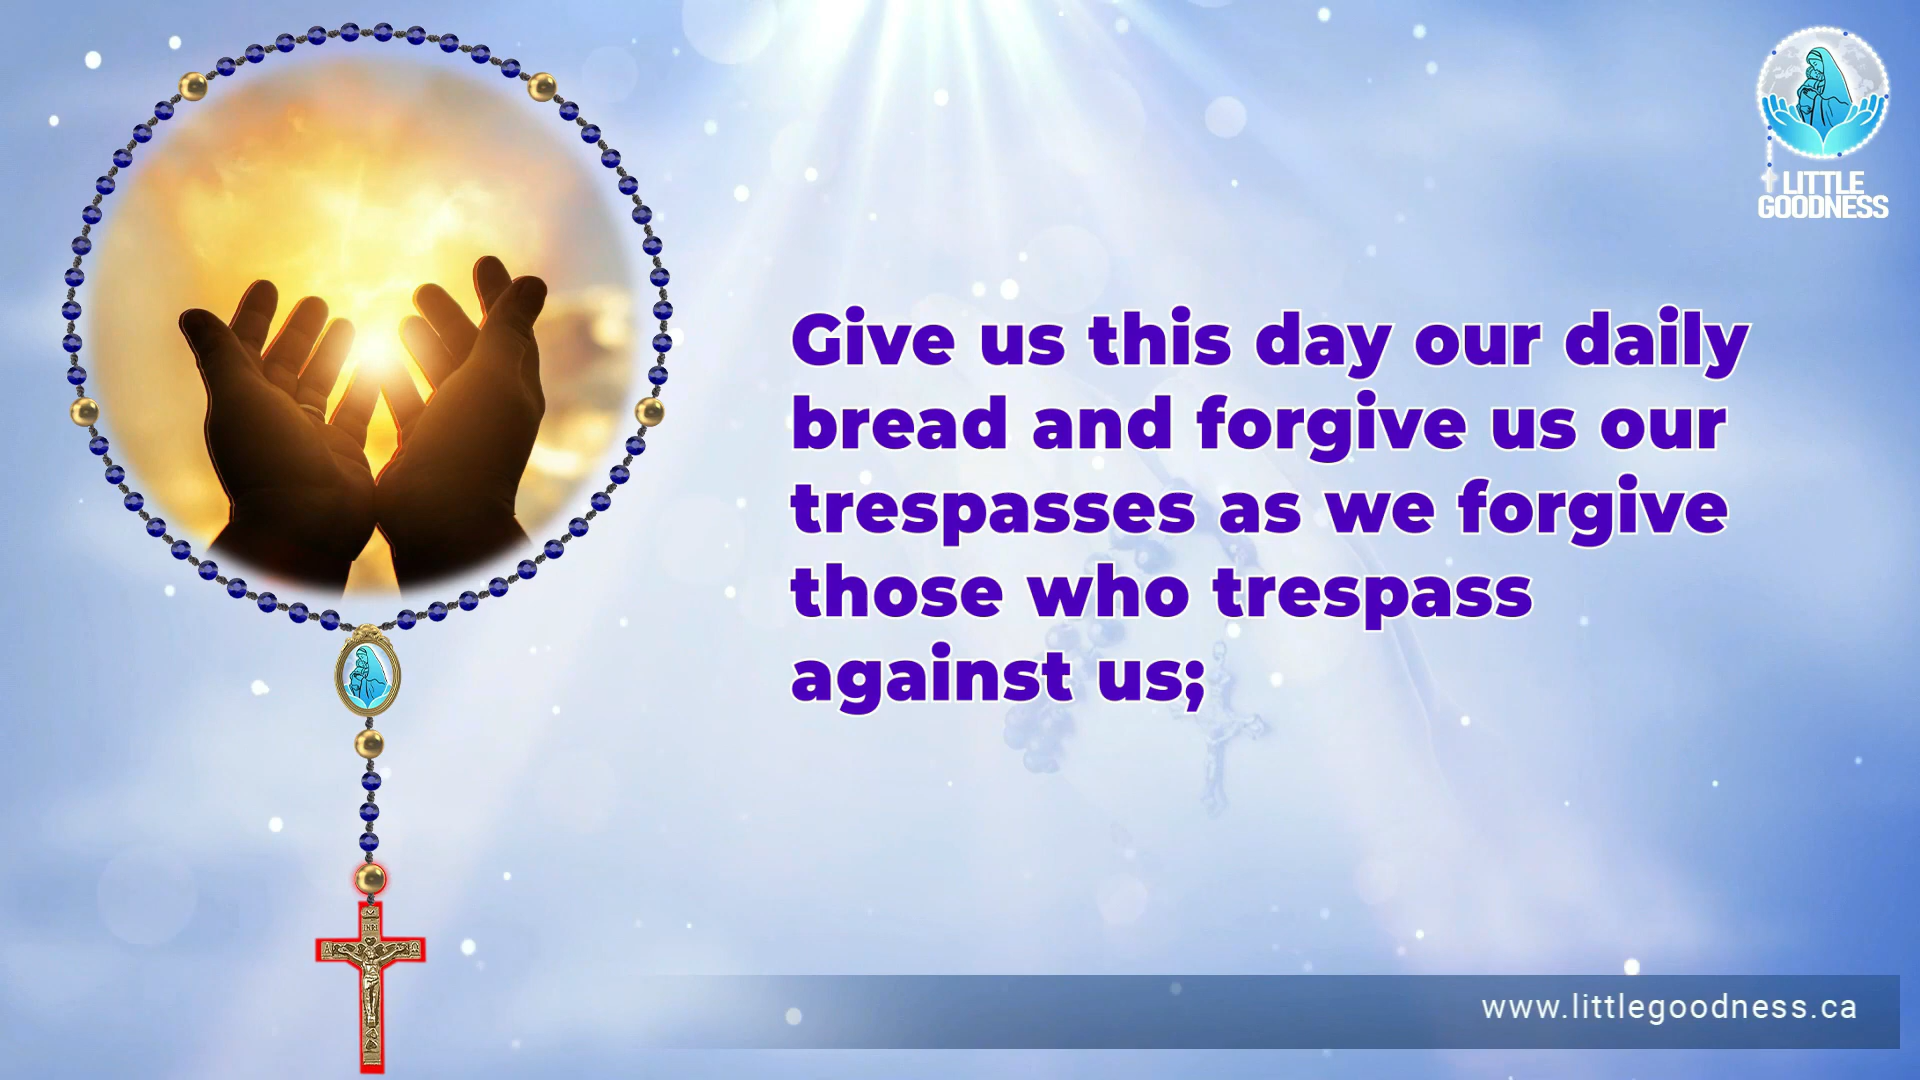 LITTLE
GOODNESS
Give us this day our daily
bread and forgive us our
trespasses as we forgive
those who trespass
against us;
INRI
www.littlegoodness.ca